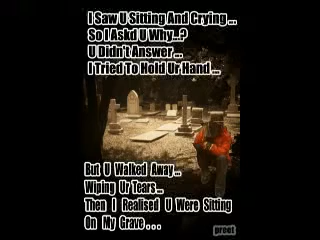 I Saw U Sitting And Crying ...
So I Askd U Why...?
U Didn't Answer ...
I Tried To Hold Ur Hand ...
But U Walked Away ...
Wiping Ur Tears ...
Then I Realised U Were Sitting
On My Grave . . .
preet